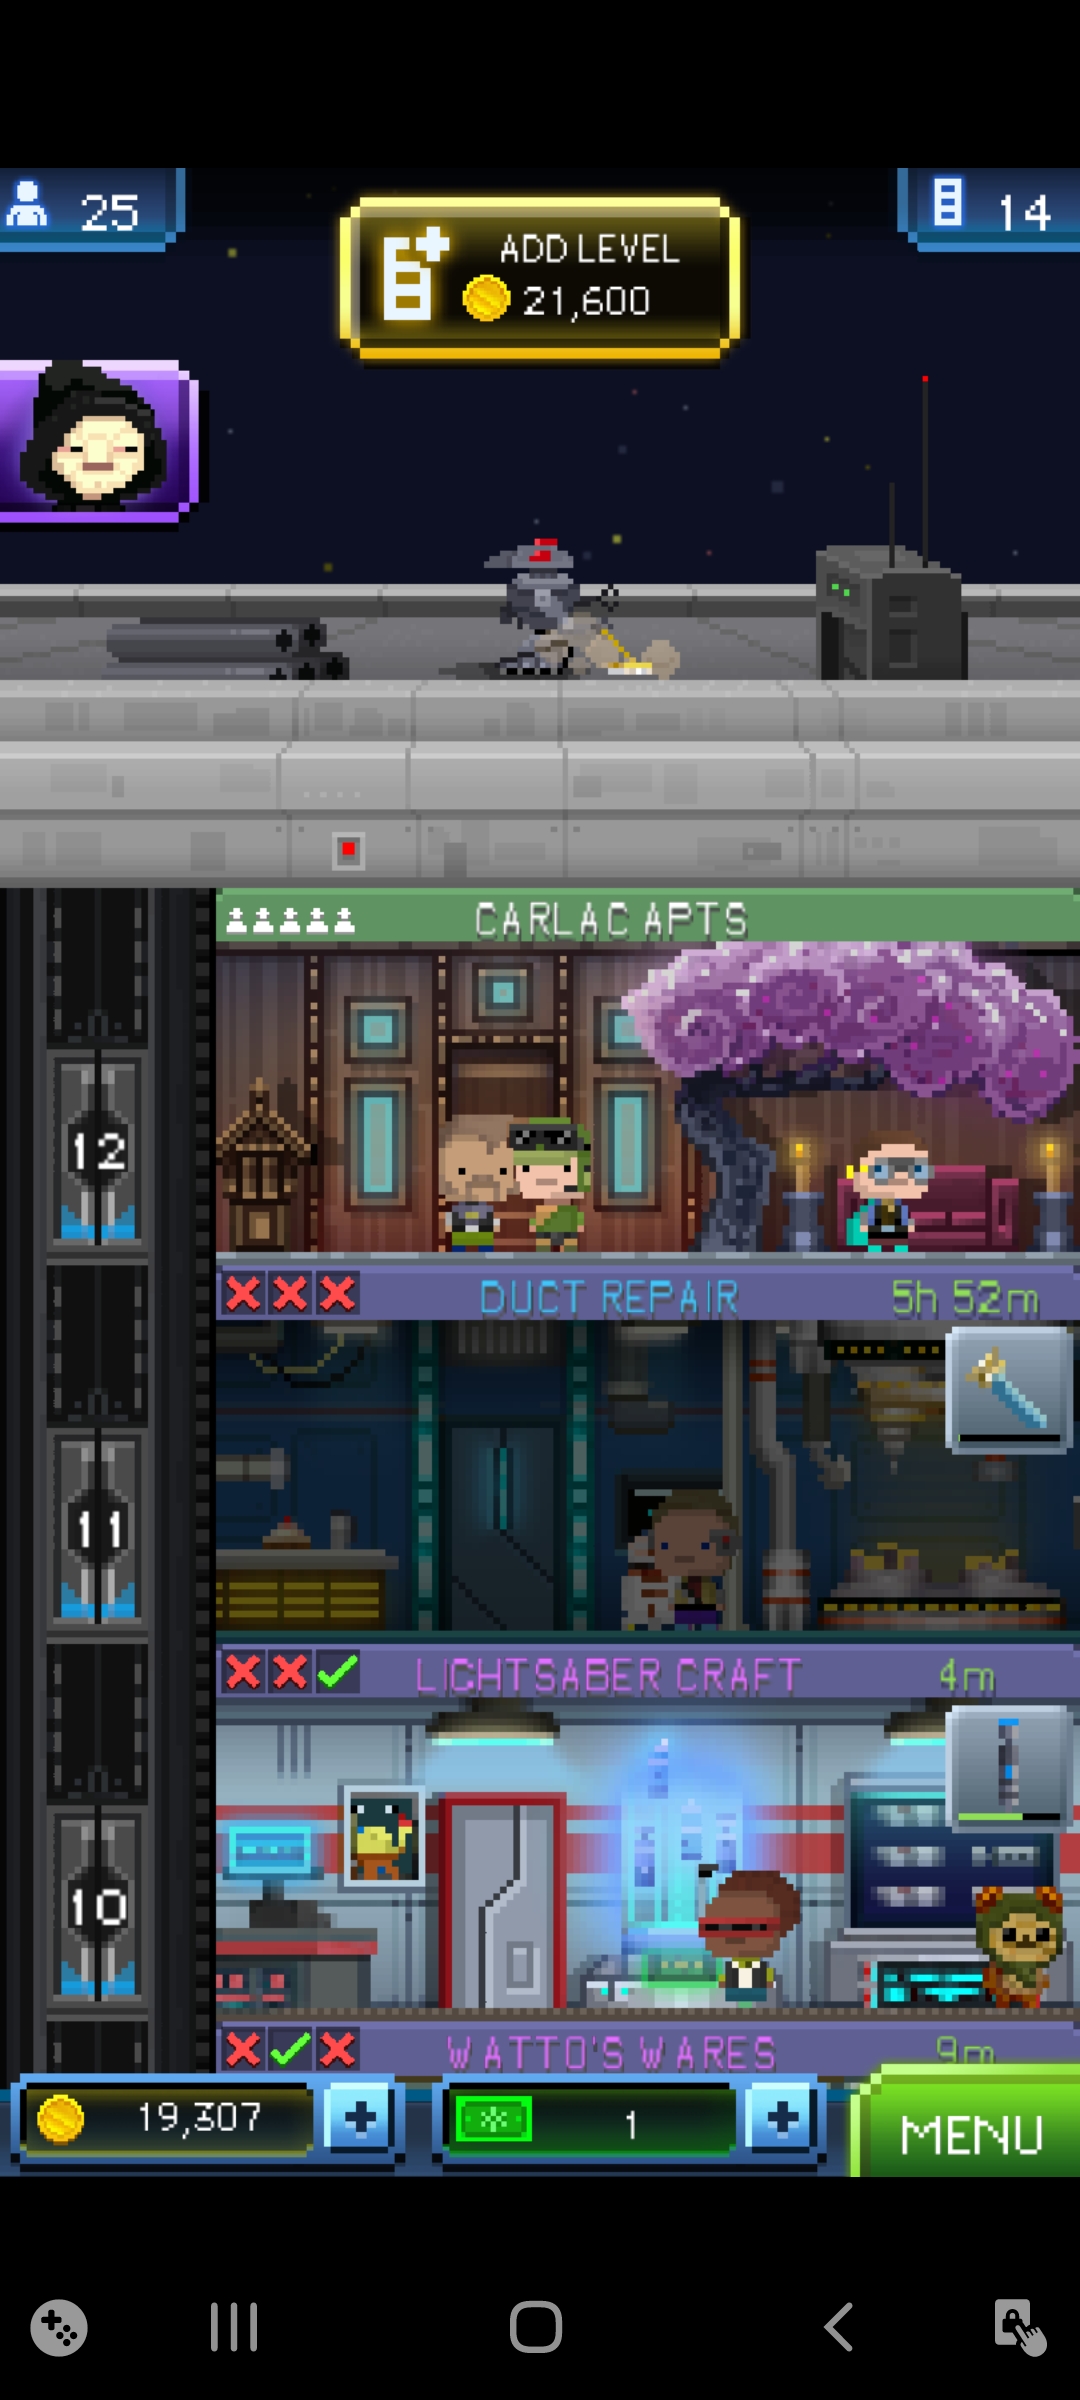 25
ADD LEVEL
21,600
14
CARLAC APTS
12
DUCT REPAIR
5h 52m
11
LIGHTSABER CRAFT
4m
10
WATTO'S WARES
9m
19,307
1
MENU